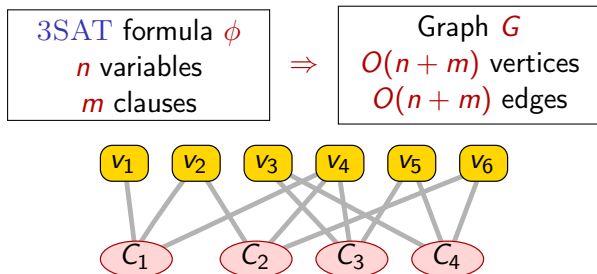 3SAT formula ϕ
n variables
m clauses
⇒
Graph G
O(n + m) vertices
O(n + m) edges
v₁ v₂ v₃ v₄ v₅ v₆
C₁ C₂ C₃ C₄